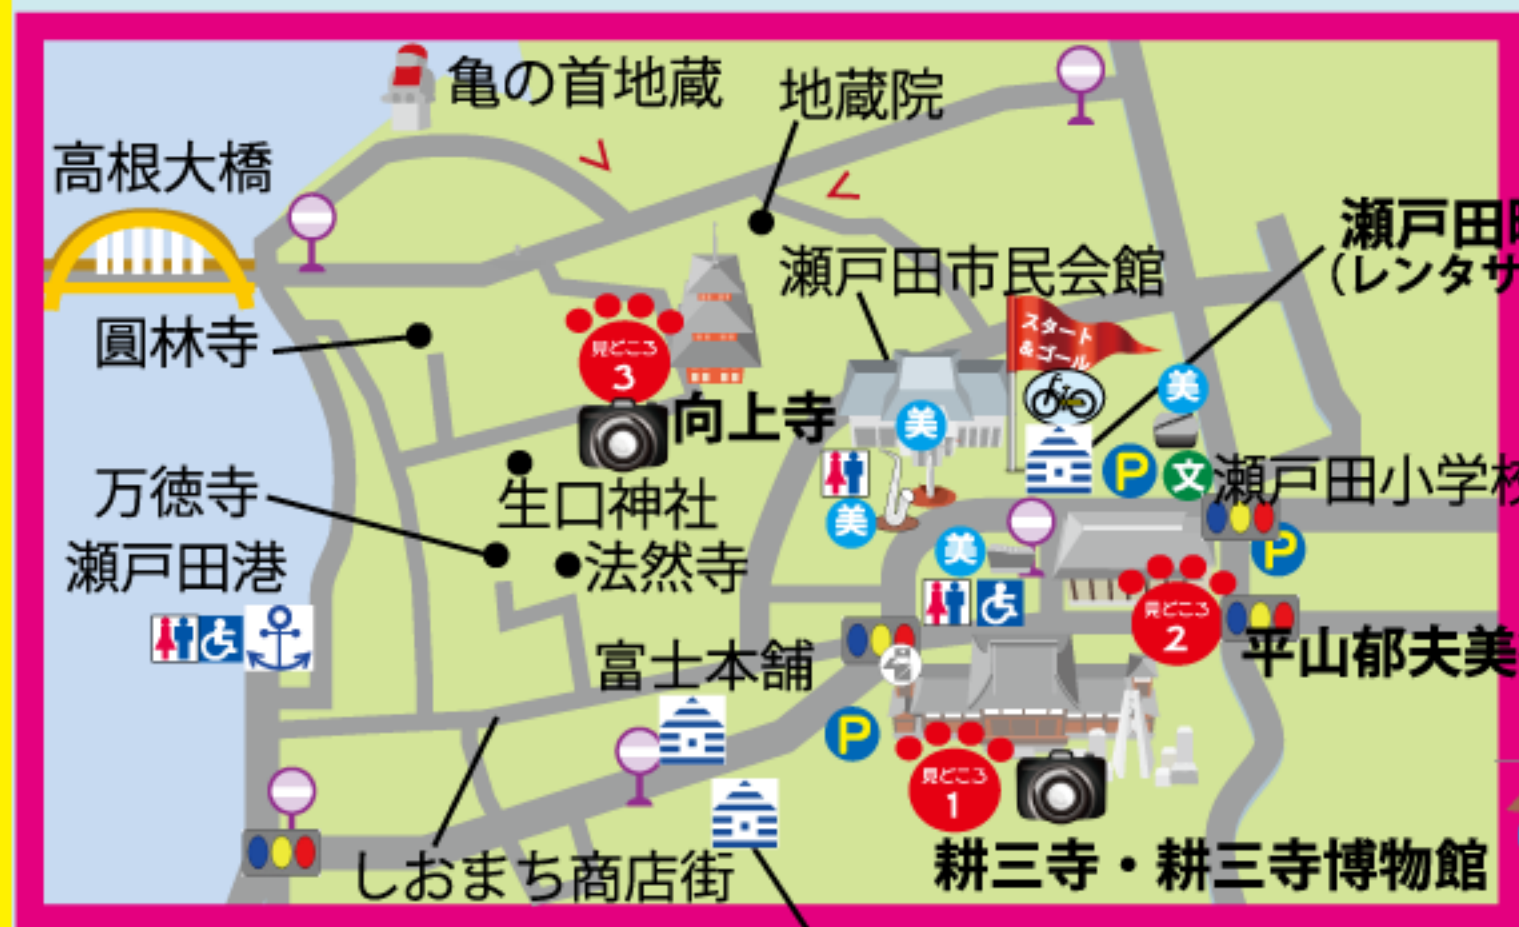 亀の首地蔵
地蔵院
高根大橋
瀬戸田
(レンタサ
瀬戸田市民会館
スタート
&ゴール
圓林寺
見どころ
3
美
向上寺
美
P
文
瀬戸田小学校
万徳寺
生口神社
美
美
P
瀬戸田港
法然寺
見どころ
2
平山郁夫美
富士本舗
P
見どころ
1
しおまち商店街
耕三寺・耕三寺博物館